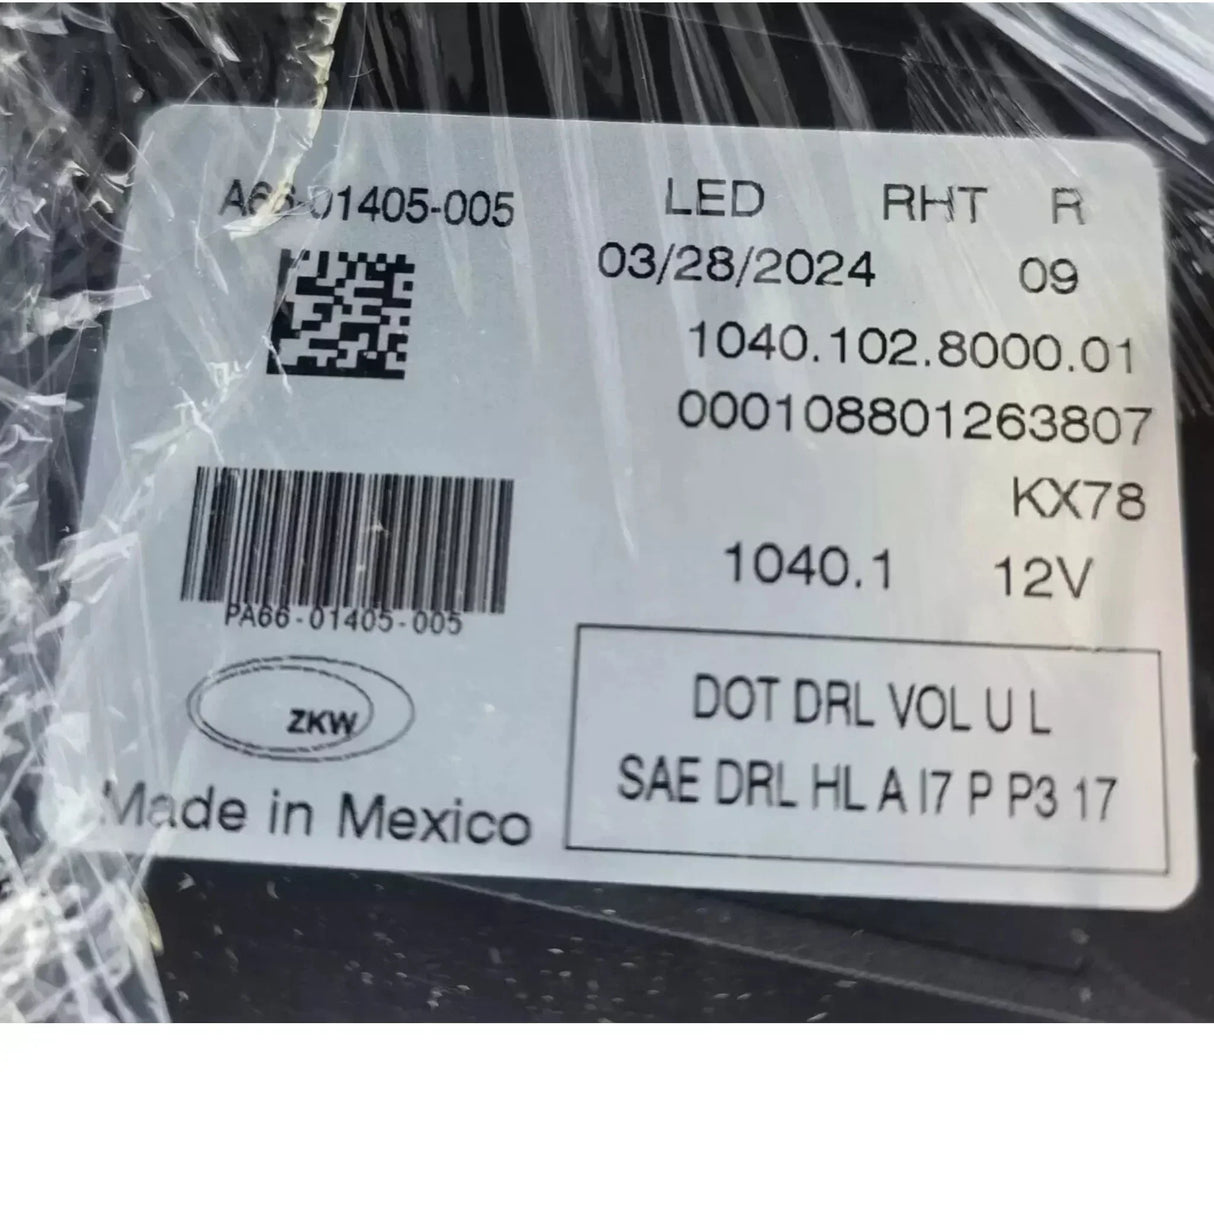 A66-01405-005
LED RHT R
03/28/2024 09
1040.102.8000.01
000108801263807
KX78
1040.1 12V
PA66-01405-005
ZKW
Made in Mexico
DOT DRL VOL U L
SAE DRL HL A I7 P P3 17